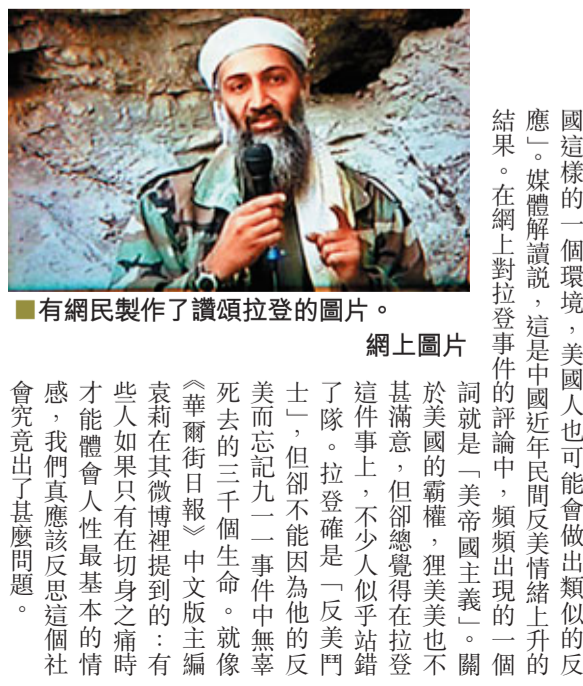 國這樣的一個環境，美國人也可能會做出類似的反
應」。媒體解讀說，這是中國近年民間反美情緒上升的
結果。在網上對拉登事件的評論中，頻頻出現的一個
詞就是「美帝國主義」。關
於美國的霸權，狸美美也不
甚滿意，但卻總覺得在拉登
這件事上，不少人似乎站錯
了隊。拉登確是「反美鬥
士」，但卻不能因為他的反
美而忘記九一一事件中無辜
死去的三千個生命。就像
《華爾街日報》中文版主編
袁莉在其微博裡提到的：有
些人如果只有在切身之痛時
才能體會人性最基本的情
感，我們真應該反思這個社
會究竟出了甚麼問題。
■有網民製作了讚頌拉登的圖片。
網上圖片